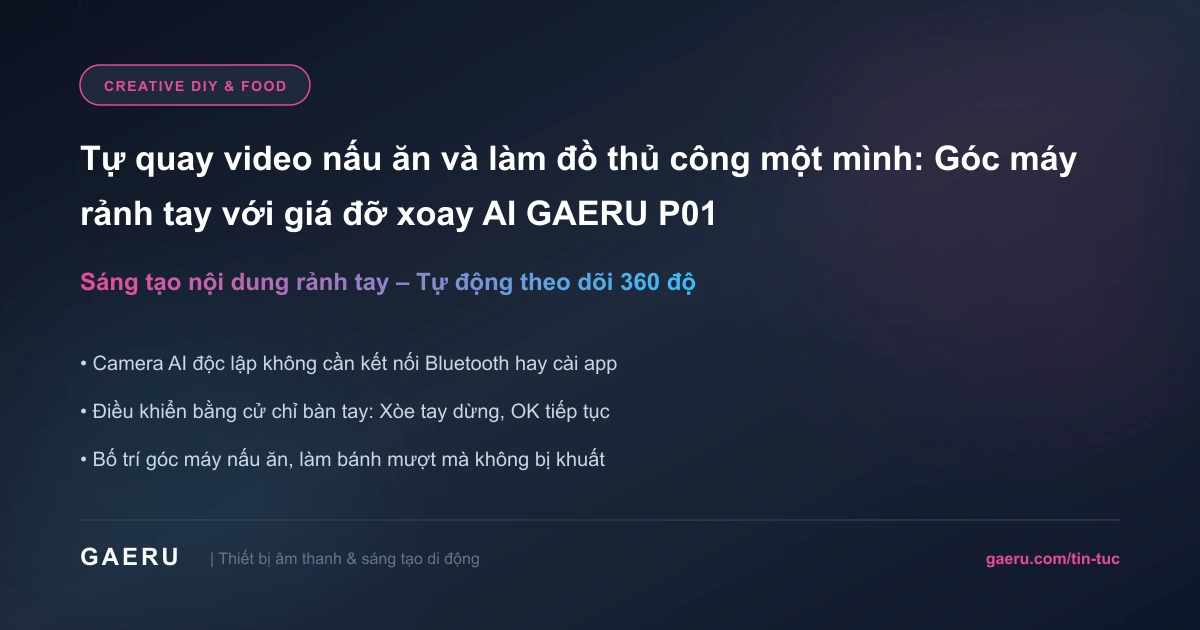 CREATIVE DIY & FOOD
Tự quay video nấu ăn và làm đồ thủ công một mình: Góc máy
rảnh tay với giá đỡ xoay AI GAERU P01
Sáng tạo nội dung rảnh tay – Tự động theo dõi 360 độ
• Camera AI độc lập không cần kết nối Bluetooth hay cài app
• Điều khiển bằng cử chỉ bàn tay: Xòe tay dừng, OK tiếp tục
• Bố trí góc máy nấu ăn, làm bánh mượt mà không bị khuất
GAERU | Thiết bị âm thanh & sáng tạo di động gaeru.com/tin-tuc